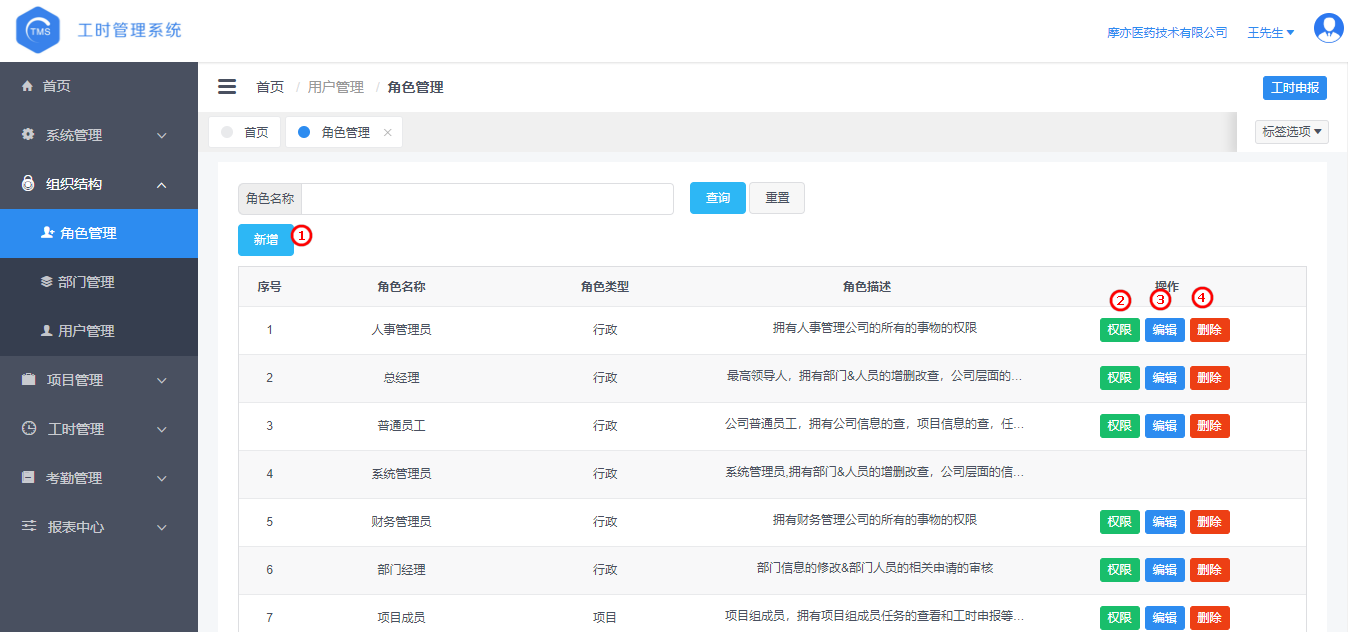 TMS 工时管理系统
摩亦医药技术有限公司 王先生
首页
系统管理
组织结构
角色管理
部门管理
用户管理
项目管理
工时管理
考勤管理
报表中心
首页 / 用户管理 / 角色管理
工时申报
首页 角色管理 ×
标签选项
角色名称 查询 重置
新增 ①
序号 角色名称 角色类型 角色描述 操作
② ③ ④
1 人事管理员 行政 拥有人事管理公司的所有的事物的权限 权限 编辑 删除
2 总经理 行政 最高领导人，拥有部门&人员的增删改查，公司层面的... 权限 编辑 删除
3 普通员工 行政 公司普通员工，拥有公司信息的查，项目信息的查，任... 权限 编辑 删除
4 系统管理员 行政 系统管理员,拥有部门&人员的增删改查，公司层面的信...
5 财务管理员 行政 拥有财务管理公司的所有的事物的权限 权限 编辑 删除
6 部门经理 行政 部门信息的修改&部门人员的相关申请的审核 权限 编辑 删除
7 项目成员 项目 项目组成员，拥有项目组成员任务的查看和工时申报等... 权限 编辑 删除